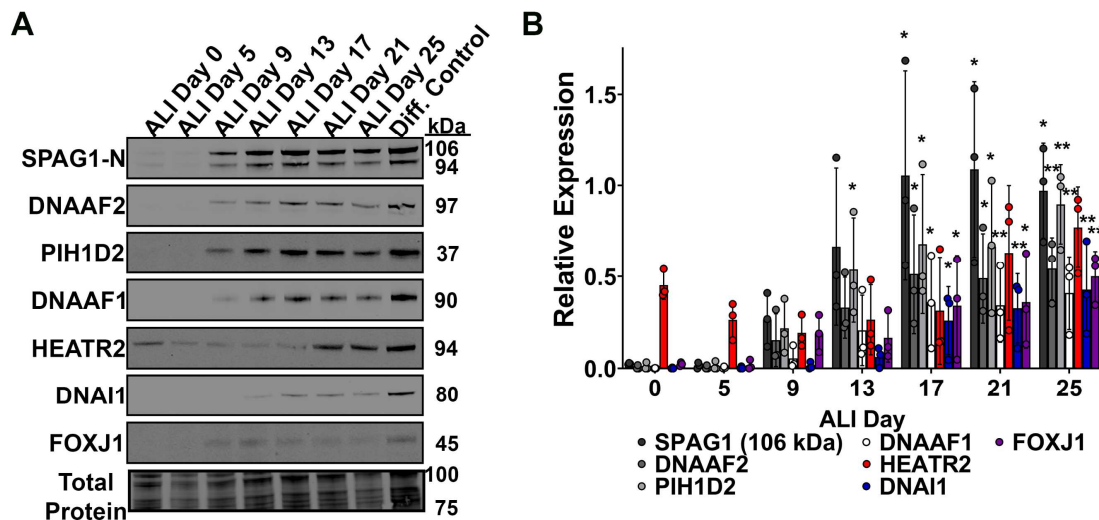 A
ALI Day 0
ALI Day 5
ALI Day 9
ALI Day 13
ALI Day 17
ALI Day 21
ALI Day 25
Diff. Control
kDa
SPAG1-N
106
94
DNAAF2
97
PIH1D2
37
DNAAF1
90
HEATR2
94
DNAI1
80
FOXJ1
45
Total
Protein
100
75
B
Relative Expression
1.5
1.0
0.5
0.0
* * * * * * * * * * * ** ** * * ** ** ** ** ** **
0 5 9 13 17 21 25
ALI Day
SPAG1 (106 kDa)
DNAAF2
PIH1D2
DNAAF1
HEATR2
DNAI1
FOXJ1